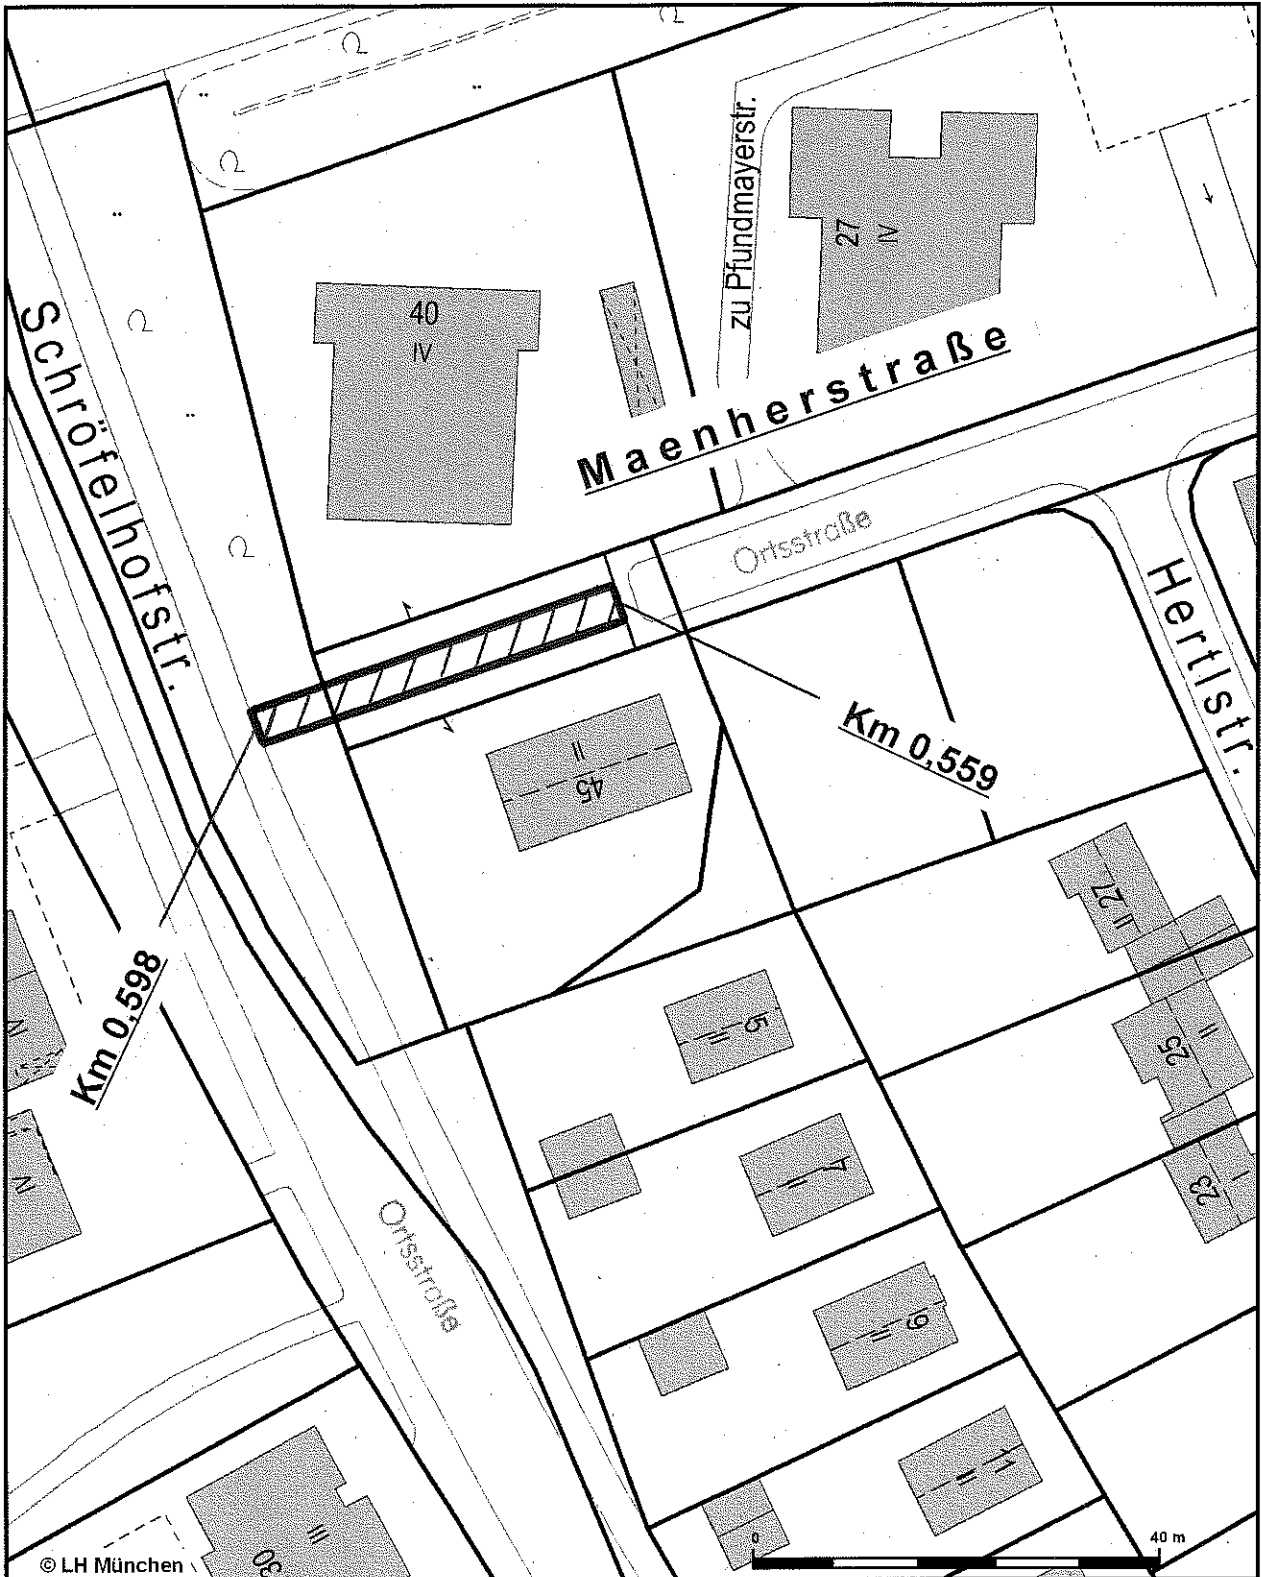 zu Pfundmayerstr.
27
IV
40
IV
Schröfelhofstr.
Maenherstraße
Ortsstraße
Hertlstr.
Km 0,559
II
45
Km 0,598
II 27
IV
5
II
25
II
IV
7
II
23
I
Ortsstraße
9
II
11
II
III
30
© LH München
0
40 m